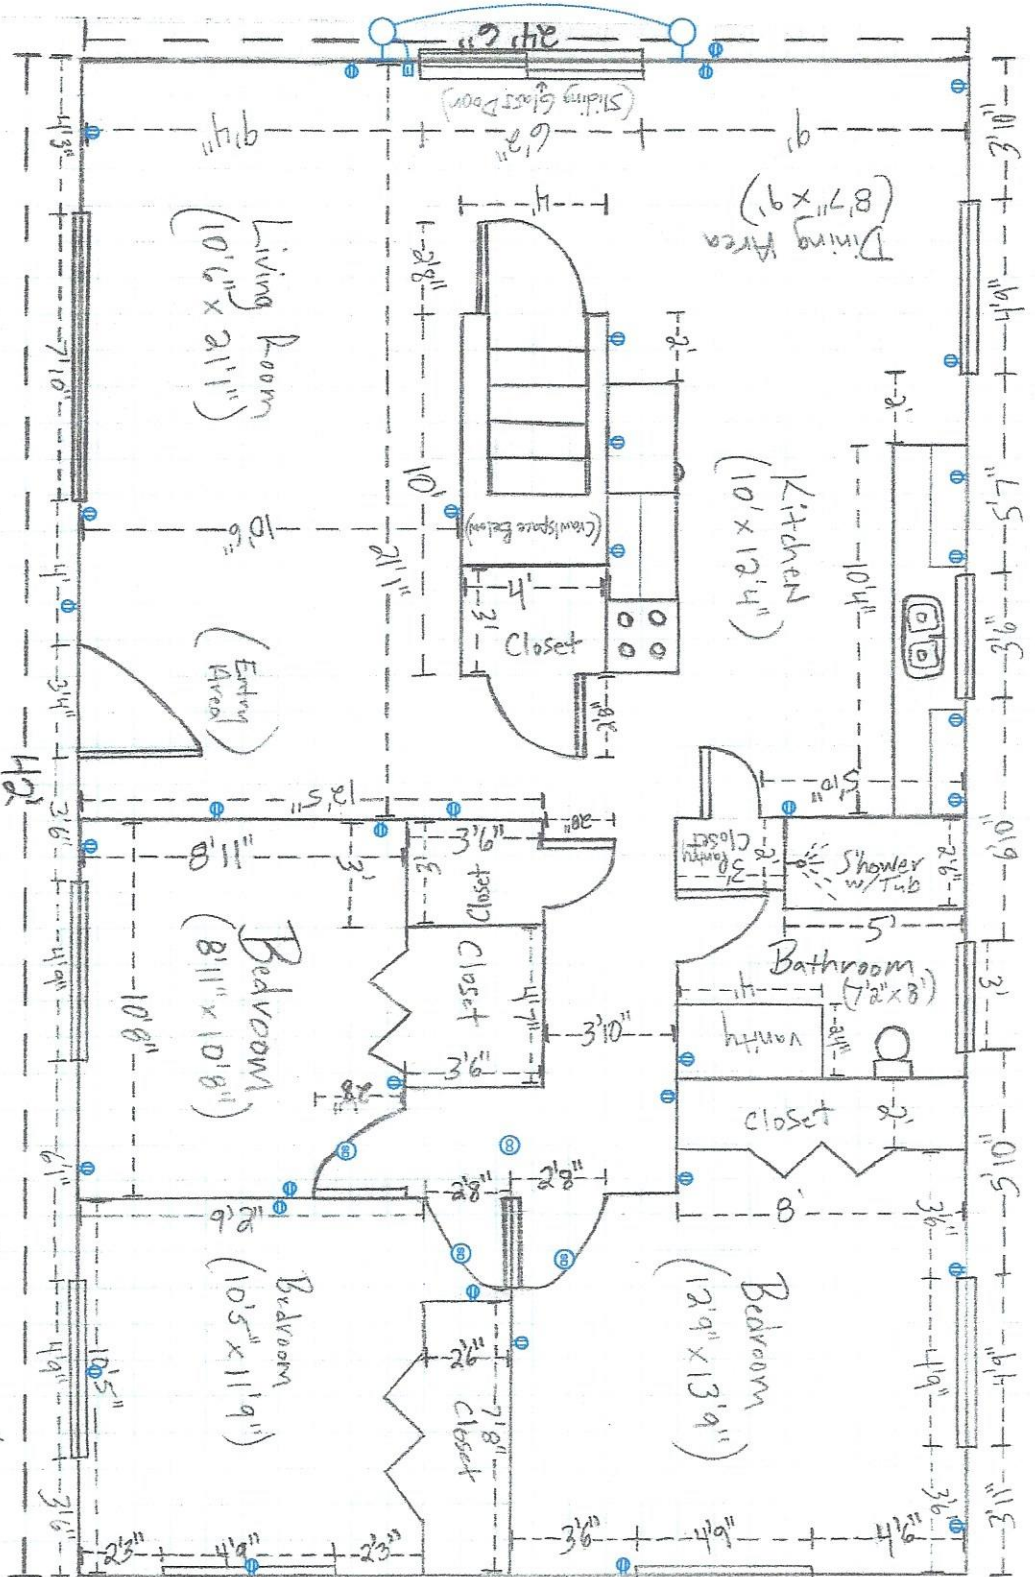 24'6"
(Sliding Glass Door)
9'4"
6'2"
9'
3'10"
4'9"
7'5"
3'6"
6'10"
3'
5'10"
4'9"
3'11"
42'
4'3"
7'10"
4'
3'4"
3'6"
4'9"
6'1"
4'9"
3'6"
Living Room
(10'6" x 21'1")
Dining Area
(8'7" x 9')
4'
2'8"
10'
21'1"
10'6"
(Crawlspace Below)
4'
3'
Closet
2'8"
2'
2'
Kitchen
(10' x 12'4")
10'4"
(Entry
Area)
12'5"
5'10"
Pantry
Closet
3'
2'
Shower
w/Tub
2'6"
5'
Bathroom
(8' x 7'2")
4'
Vanity
24"
Closet
2'
8'
8'11"
3'
3'9"
3'
Closet
28"
Closet
4'7"
3'6"
3'10"
Bedroom
(8'11" x 10'8")
10'8"
2'8"
2'8"
2'8"
9'2"
10'5"
Bedroom
(10'5" x 11'9")
2'6"
7'8"
Closet
2'3"
4'9"
2'3"
Bedroom
(12'9" x 13'9")
3'6"
4'9"
3'6"
3'6"
4'9"
4'6"
8